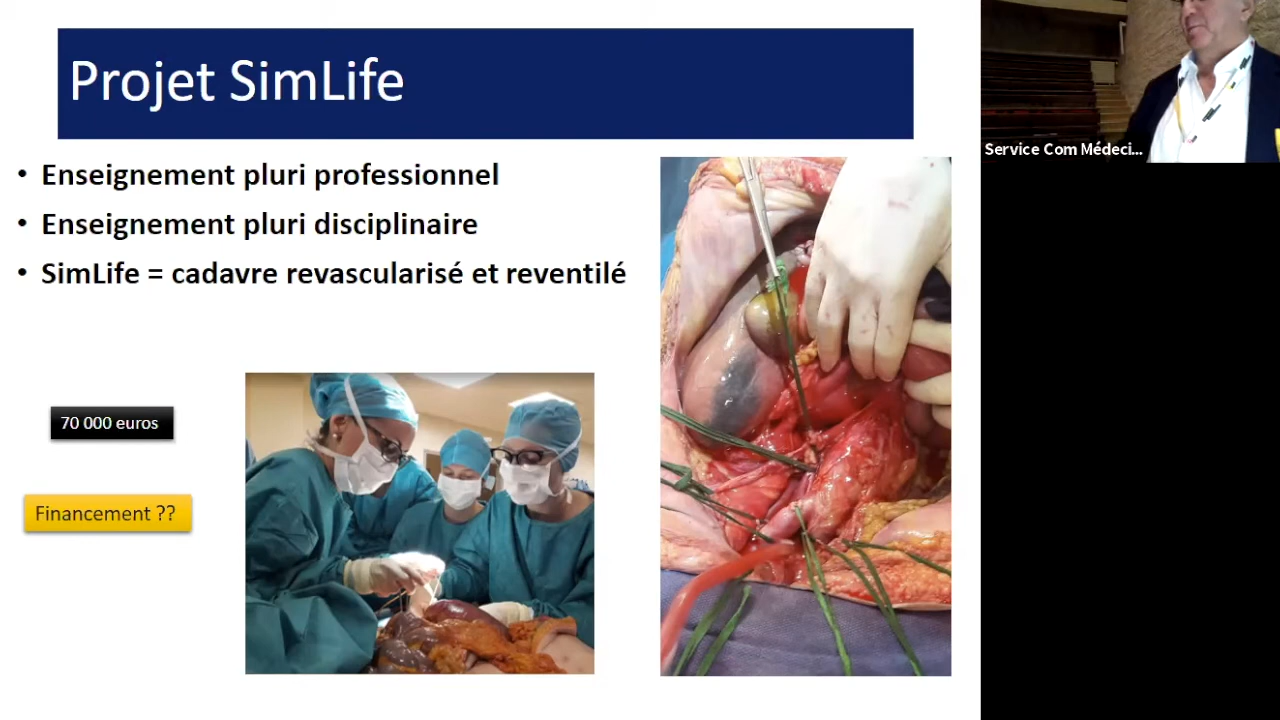 Projet SimLife
• Enseignement pluri professionnel
• Enseignement pluri disciplinaire
• SimLife = cadavre revascularisé et reventilé
70 000 euros
Financement ??
Service Com Médeci...